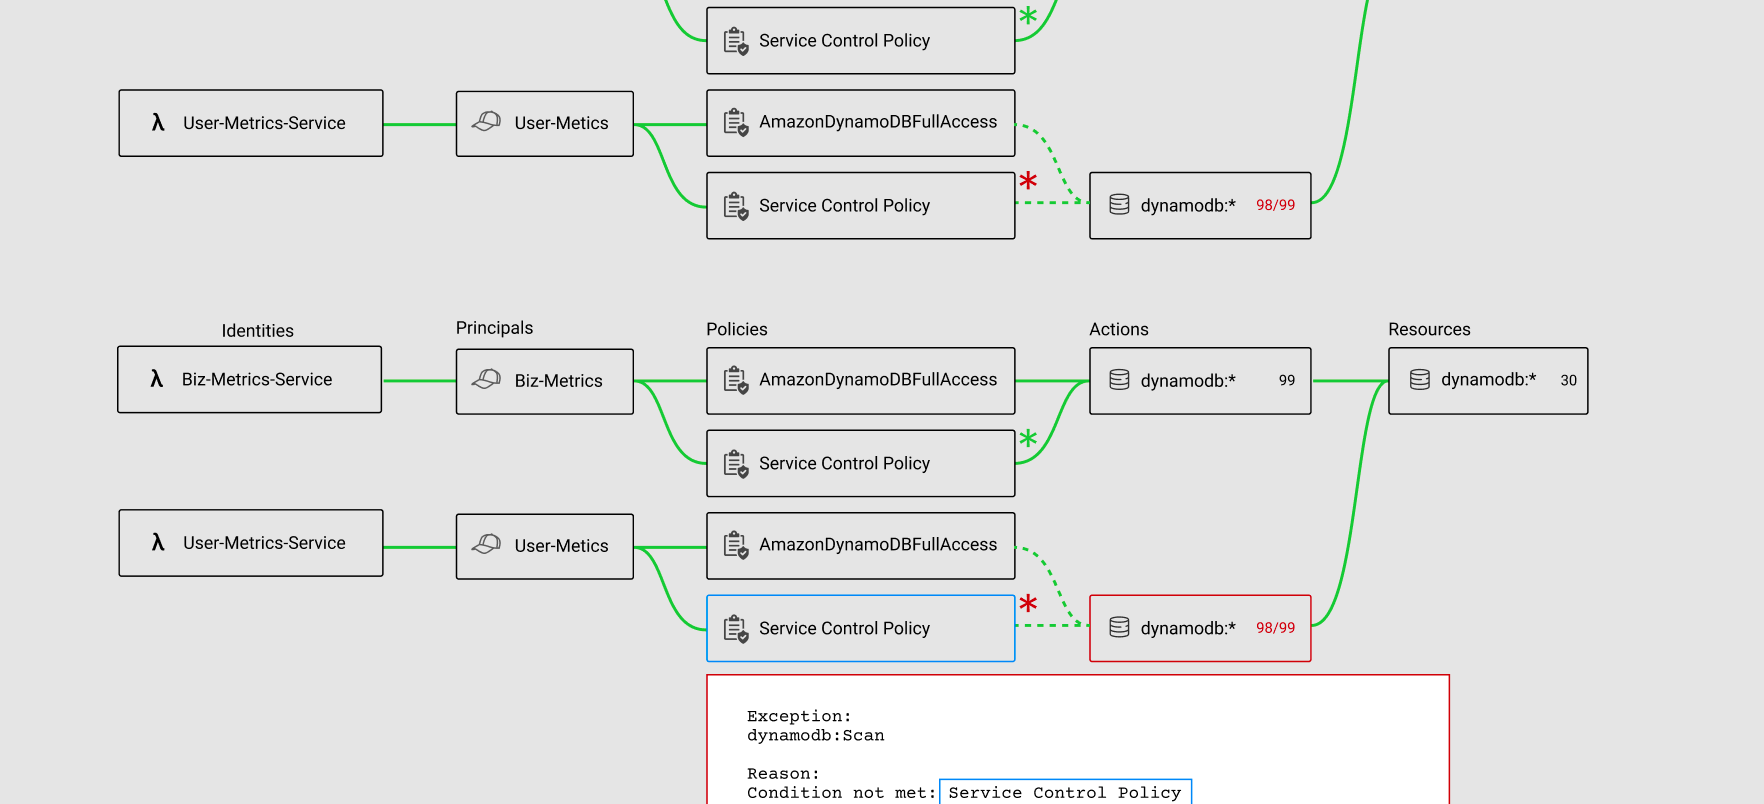 Service Control Policy *
λ User-Metrics-Service
User-Metics
AmazonDynamoDBFullAccess
Service Control Policy *
dynamodb:* 98/99
Identities
Principals
Policies
Actions
Resources
λ Biz-Metrics-Service
Biz-Metrics
AmazonDynamoDBFullAccess
dynamodb:* 99
dynamodb:* 30
Service Control Policy *
λ User-Metrics-Service
User-Metics
AmazonDynamoDBFullAccess
Service Control Policy *
dynamodb:* 98/99
Exception:
dynamodb:Scan
Reason:
Condition not met: Service Control Policy